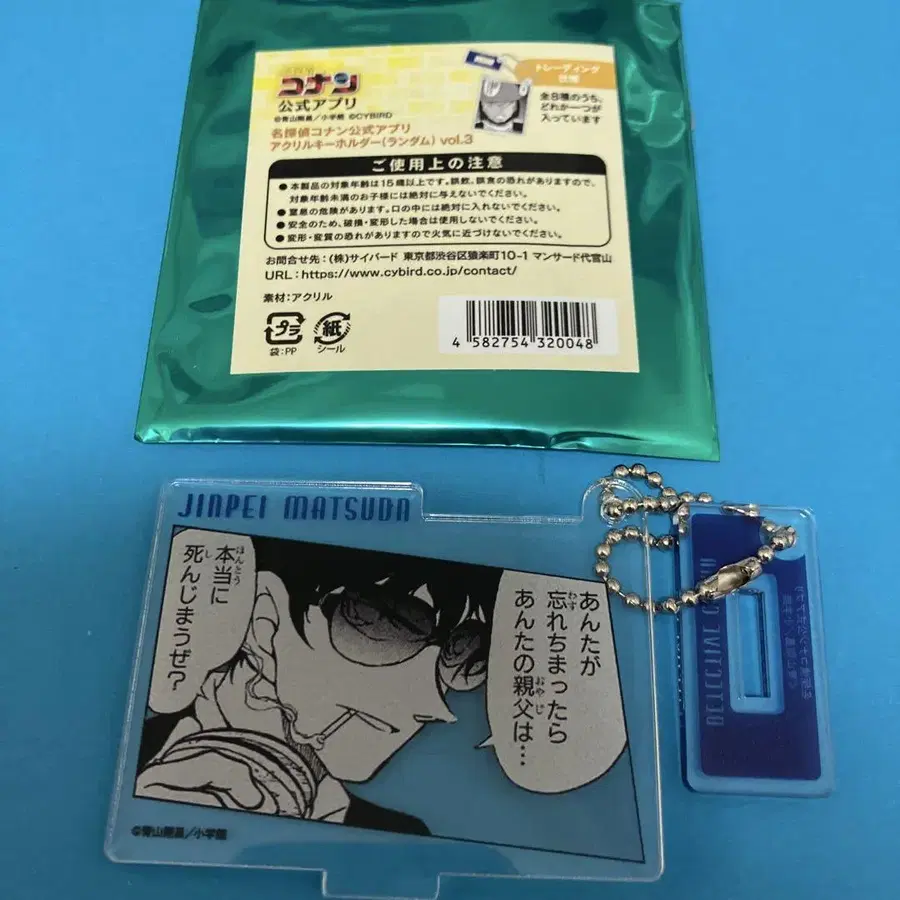 名探偵
コナン
公式アプリ
©青山剛昌/小学館 ©CYBIRD
トレーディング
仕様
全8種のうち、
どれか一つが
入っています
名探偵コナン公式アプリ
アクリルキーホルダー(ランダム) vol.3
ご使用上の注意
● 本製品の対象年齢は15歳以上です。誤飲、誤食の恐れがありますので、
対象年齢未満のお子様には絶対に与えないでください。
● 窒息の危険があります。口の中には絶対に入れないでください。
● 安全のため、破損・変形した場合は使用しないでください。
● 変形・変質の恐れがありますので火気に近づけないでください。
お問合せ先:(株)サイバード 東京都渋谷区猿楽町10-1 マンサード代官山
URL:https://www.cybird.co.jp/contact/
素材:アクリル
プラ
袋:PP
紙
シール
4 582754 320048
JINPEI MATSUDA
あんたが
忘れちまったら
わす
あんたの親父は…
おやじ
本当に
ほんとう
死んじまうぜ?
し
©青山剛昌/小学館
DETECTIVE